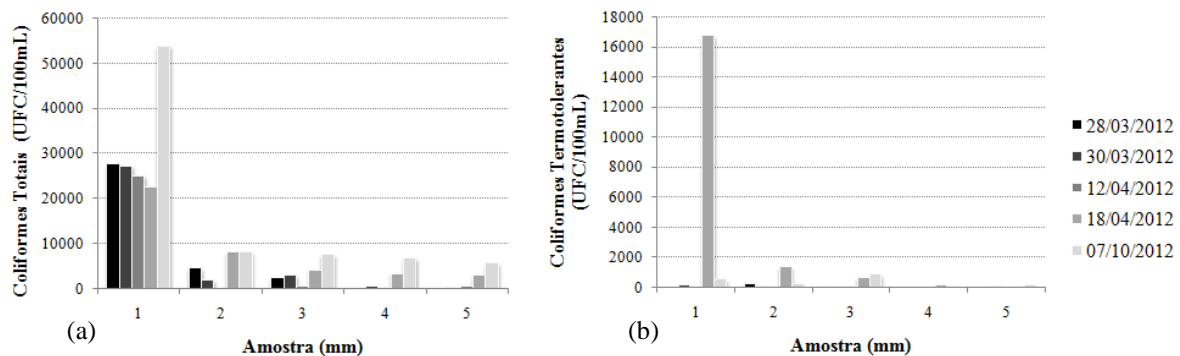 Coliformes Totais (UFC/100mL)
60000
50000
40000
30000
20000
10000
0
1 2 3 4 5
(a)
Amostra (mm)
Coliformes Termotolerantes
(UFC/100mL)
18000
16000
14000
12000
10000
8000
6000
4000
2000
0
1 2 3 4 5
(b)
Amostra (mm)
28/03/2012
30/03/2012
12/04/2012
18/04/2012
07/10/2012